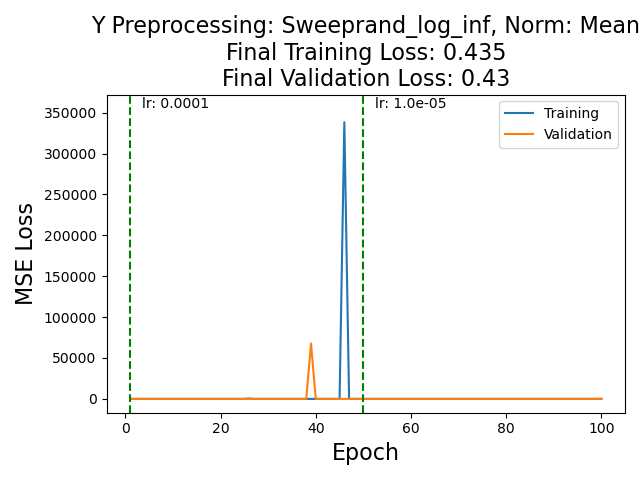 Y Preprocessing: Sweeprand_log_inf, Norm: Mean
Final Training Loss: 0.435
Final Validation Loss: 0.43
lr: 0.0001
lr: 1.0e-05
Training
Validation
350000
300000
250000
200000
150000
100000
50000
0
MSE Loss
0
20
40
60
80
100
Epoch